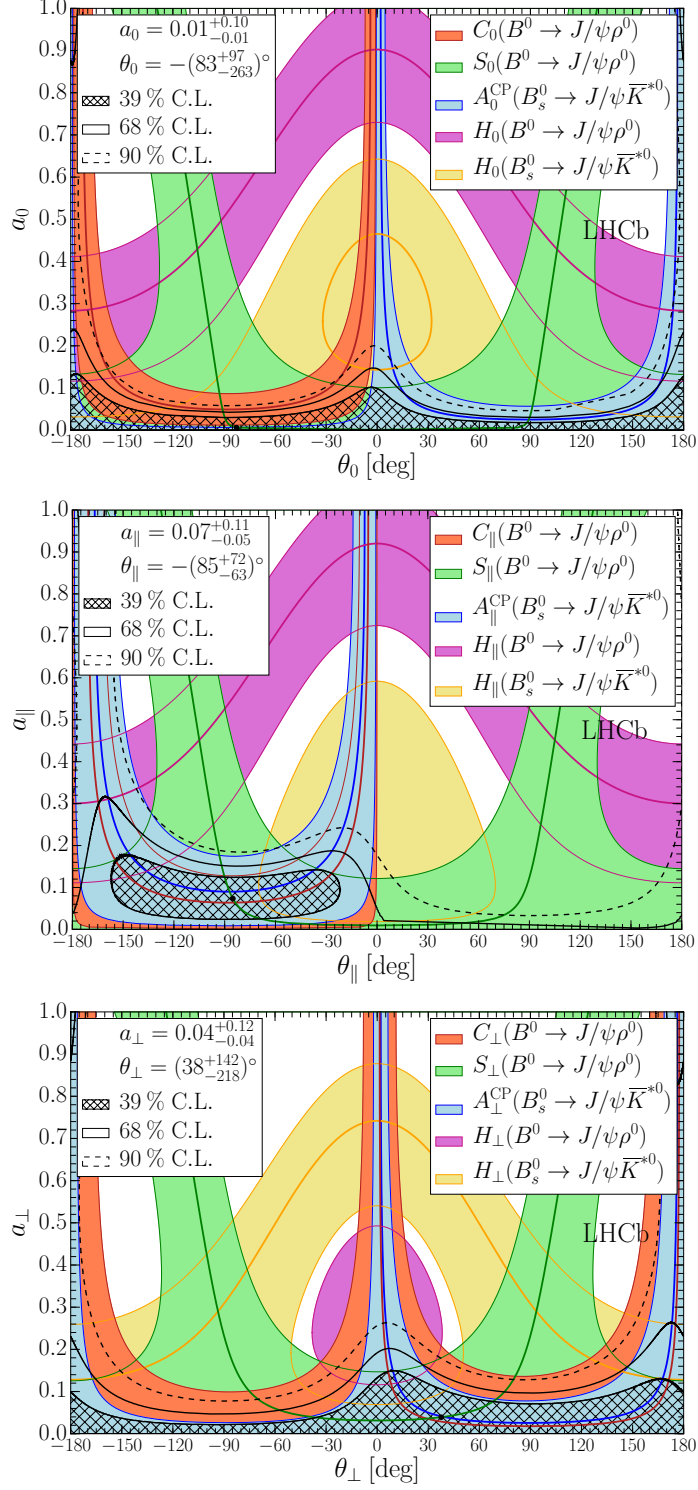 a_0 = 0.01^{+0.10}_{-0.01}
θ_0 = −(83^{+97}_{-263})°
39 % C.L.
68 % C.L.
90 % C.L.
C_0(B^0 → J/ψρ^0)
S_0(B^0 → J/ψρ^0)
A_0^{CP}(B_s^0 → J/ψK̅^{*0})
H_0(B^0 → J/ψρ^0)
H_0(B_s^0 → J/ψK̅^{*0})
LHCb
a_0
1.0
0.9
0.8
0.7
0.6
0.5
0.4
0.3
0.2
0.1
0.0
−180 −150 −120 −90 −60 −30 0 30 60 90 120 150 180
θ_0 [deg]
a_∥ = 0.07^{+0.11}_{-0.05}
θ_∥ = −(85^{+72}_{-63})°
39 % C.L.
68 % C.L.
90 % C.L.
C_∥(B^0 → J/ψρ^0)
S_∥(B^0 → J/ψρ^0)
A_∥^{CP}(B_s^0 → J/ψK̅^{*0})
H_∥(B^0 → J/ψρ^0)
H_∥(B_s^0 → J/ψK̅^{*0})
LHCb
a_∥
1.0
0.9
0.8
0.7
0.6
0.5
0.4
0.3
0.2
0.1
0.0
−180 −150 −120 −90 −60 −30 0 30 60 90 120 150 180
θ_∥ [deg]
a_⊥ = 0.04^{+0.12}_{-0.04}
θ_⊥ = (38^{+142}_{-218})°
39 % C.L.
68 % C.L.
90 % C.L.
C_⊥(B^0 → J/ψρ^0)
S_⊥(B^0 → J/ψρ^0)
A_⊥^{CP}(B_s^0 → J/ψK̅^{*0})
H_⊥(B^0 → J/ψρ^0)
H_⊥(B_s^0 → J/ψK̅^{*0})
LHCb
a_⊥
1.0
0.9
0.8
0.7
0.6
0.5
0.4
0.3
0.2
0.1
0.0
−180 −150 −120 −90 −60 −30 0 30 60 90 120 150 180
θ_⊥ [deg]